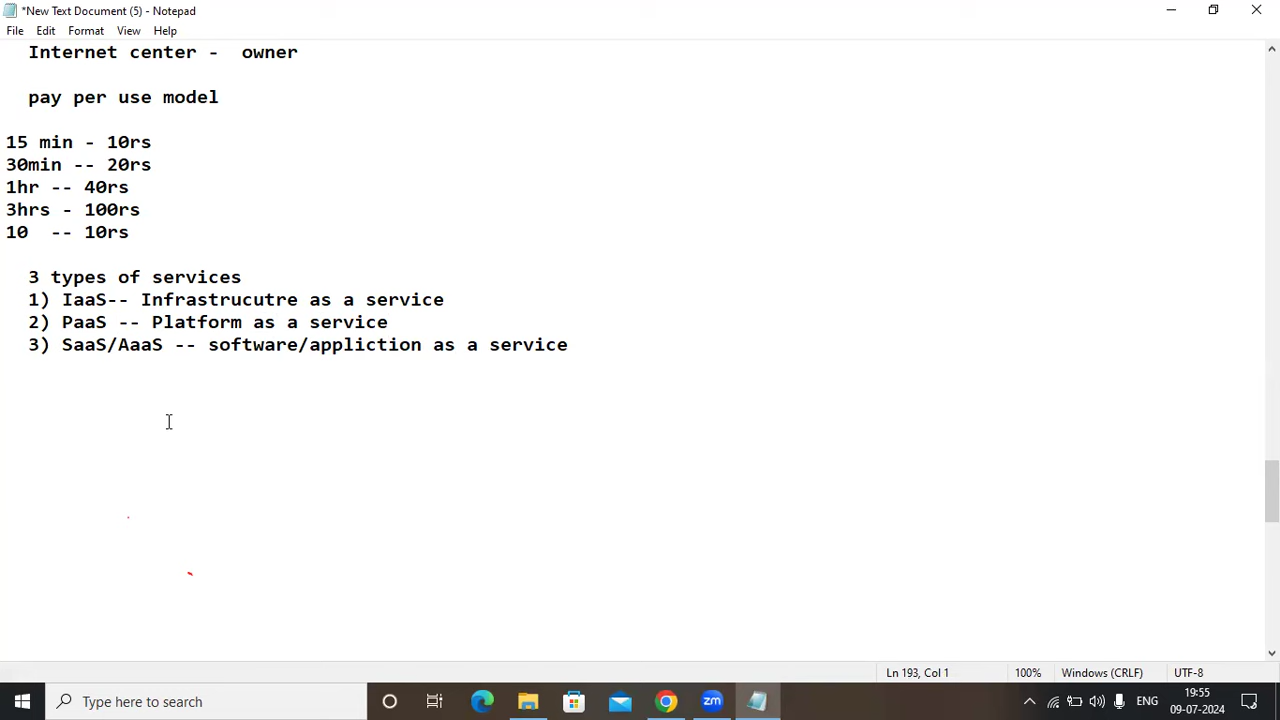 *New Text Document (5) - Notepad
File Edit Format View Help
Internet center -  owner
pay per use model
15 min - 10rs
30min -- 20rs
1hr -- 40rs
3hrs - 100rs
10  -- 10rs
3 types of services
1) IaaS-- Infrastrucutre as a service
2) PaaS -- Platform as a service
3) SaaS/AaaS -- software/appliction as a service
Ln 193, Col 1 100% Windows (CRLF) UTF-8
Type here to search
zm
ENG
19:55
09-07-2024